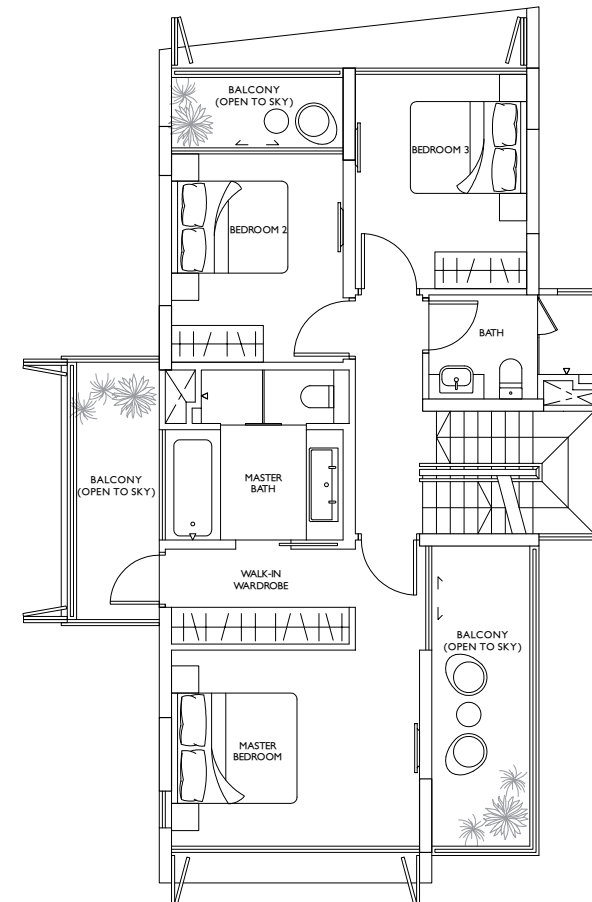 BALCONY
(OPEN TO SKY)
BEDROOM 3
BEDROOM 2
BATH
BALCONY
(OPEN TO SKY)
MASTER
BATH
WALK-IN
WARDROBE
BALCONY
(OPEN TO SKY)
MASTER
BEDROOM